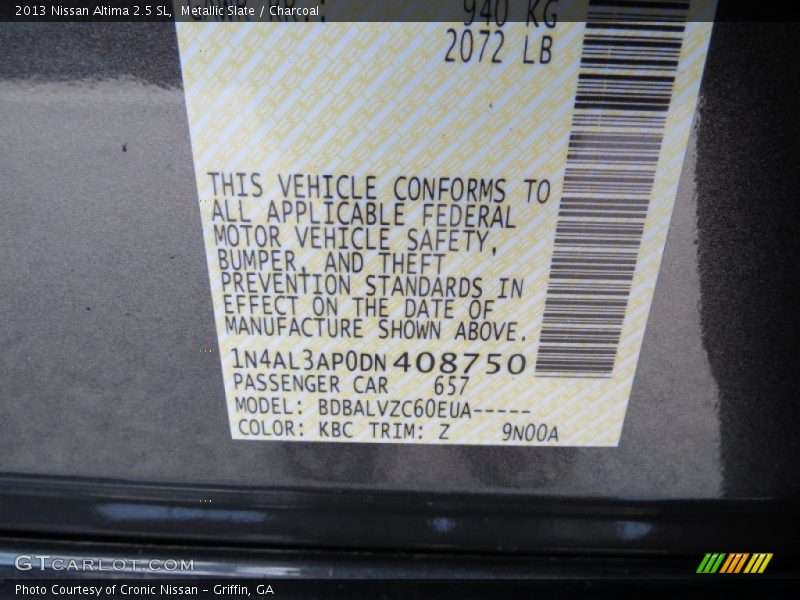 2013 Nissan Altima 2.5 SL, Metallic Slate / Charcoal
940 KG
2072 LB
THIS VEHICLE CONFORMS TO
ALL APPLICABLE FEDERAL
MOTOR VEHICLE SAFETY,
BUMPER, AND THEFT
PREVENTION STANDARDS IN
EFFECT ON THE DATE OF
MANUFACTURE SHOWN ABOVE.
1N4AL3AP0DN408750
PASSENGER CAR 657
MODEL: BDBALVZC60EUA-----
COLOR: KBC TRIM: Z 9N00A
GTCARLOT.COM
Photo Courtesy of Cronic Nissan – Griffin, GA